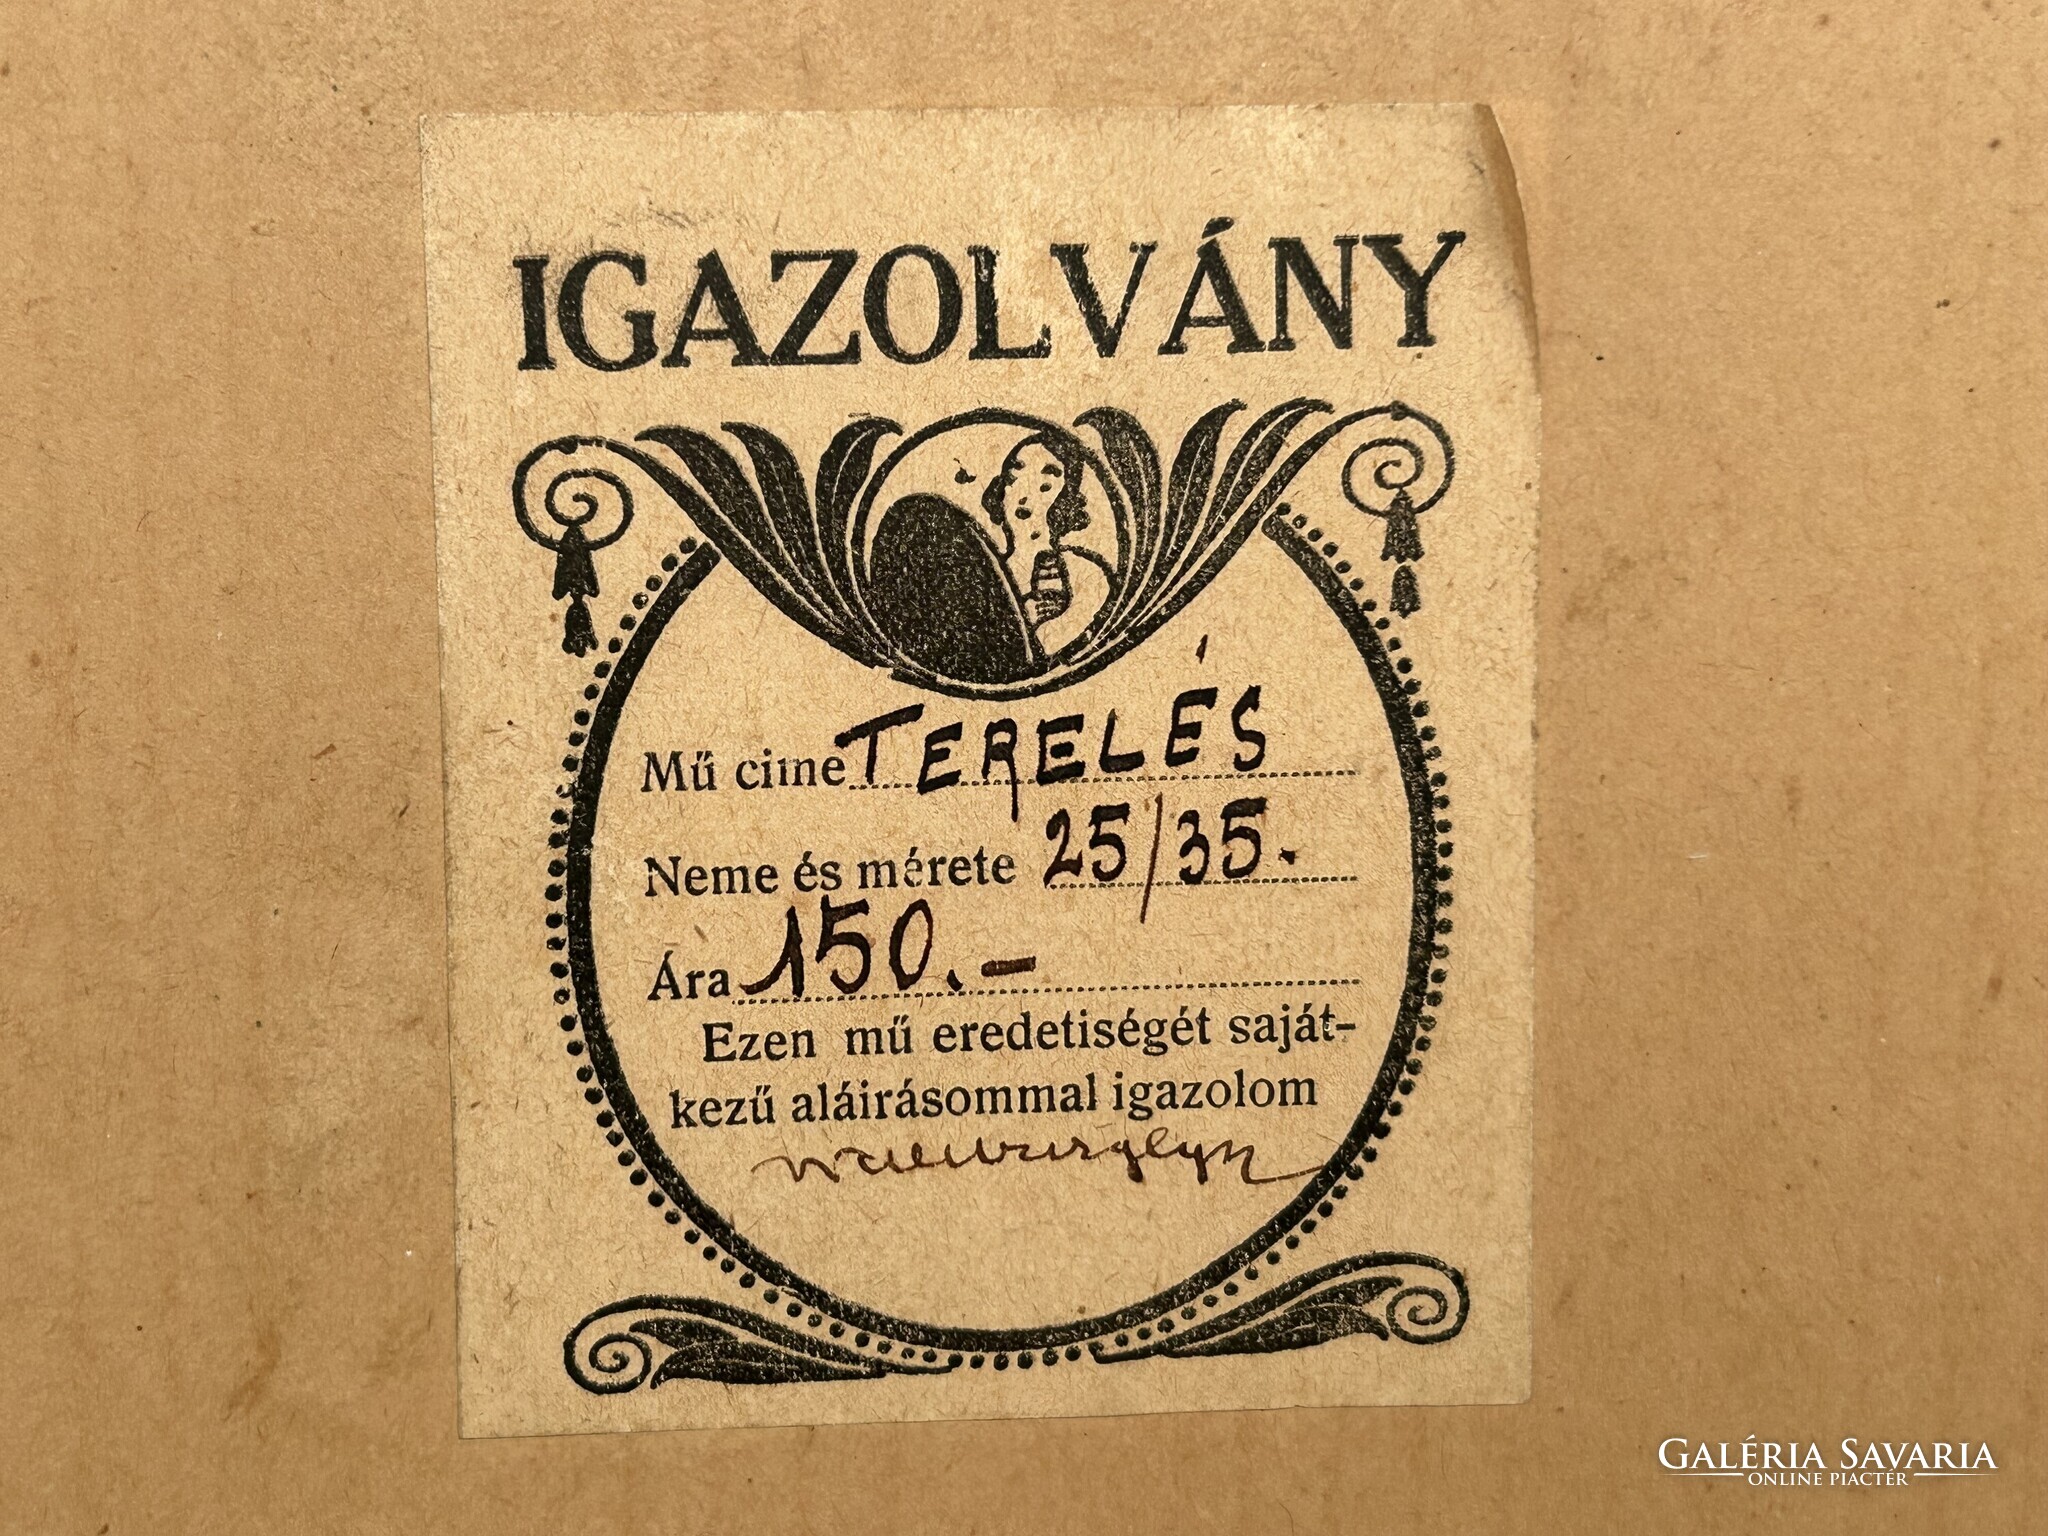 IGAZOLVÁNY
Mű cime TERELÉS
Neme és mérete 25/35.
Ára 150.-
Ezen mű eredetiségét saját-
kezű aláirásommal igazolom
GALÉRIA SAVARIA
ONLINE PIACTÉR